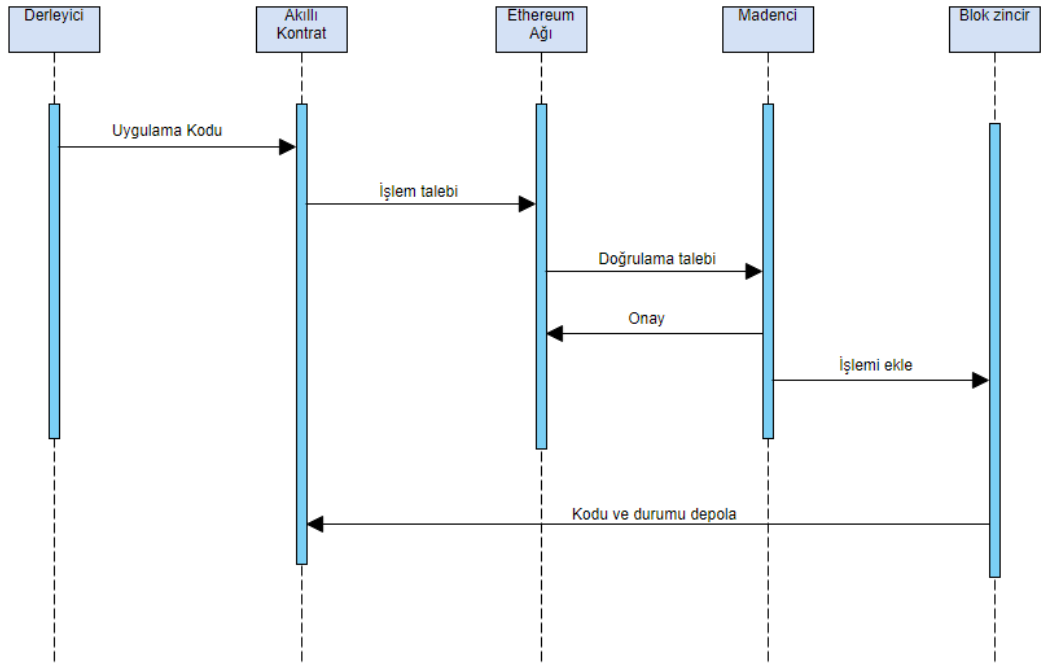 Derleyici
Akıllı
Kontrat
Ethereum
Ağı
Madenci
Blok zincir
Uygulama Kodu
İşlem talebi
Doğrulama talebi
Onay
İşlemi ekle
Kodu ve durumu depola